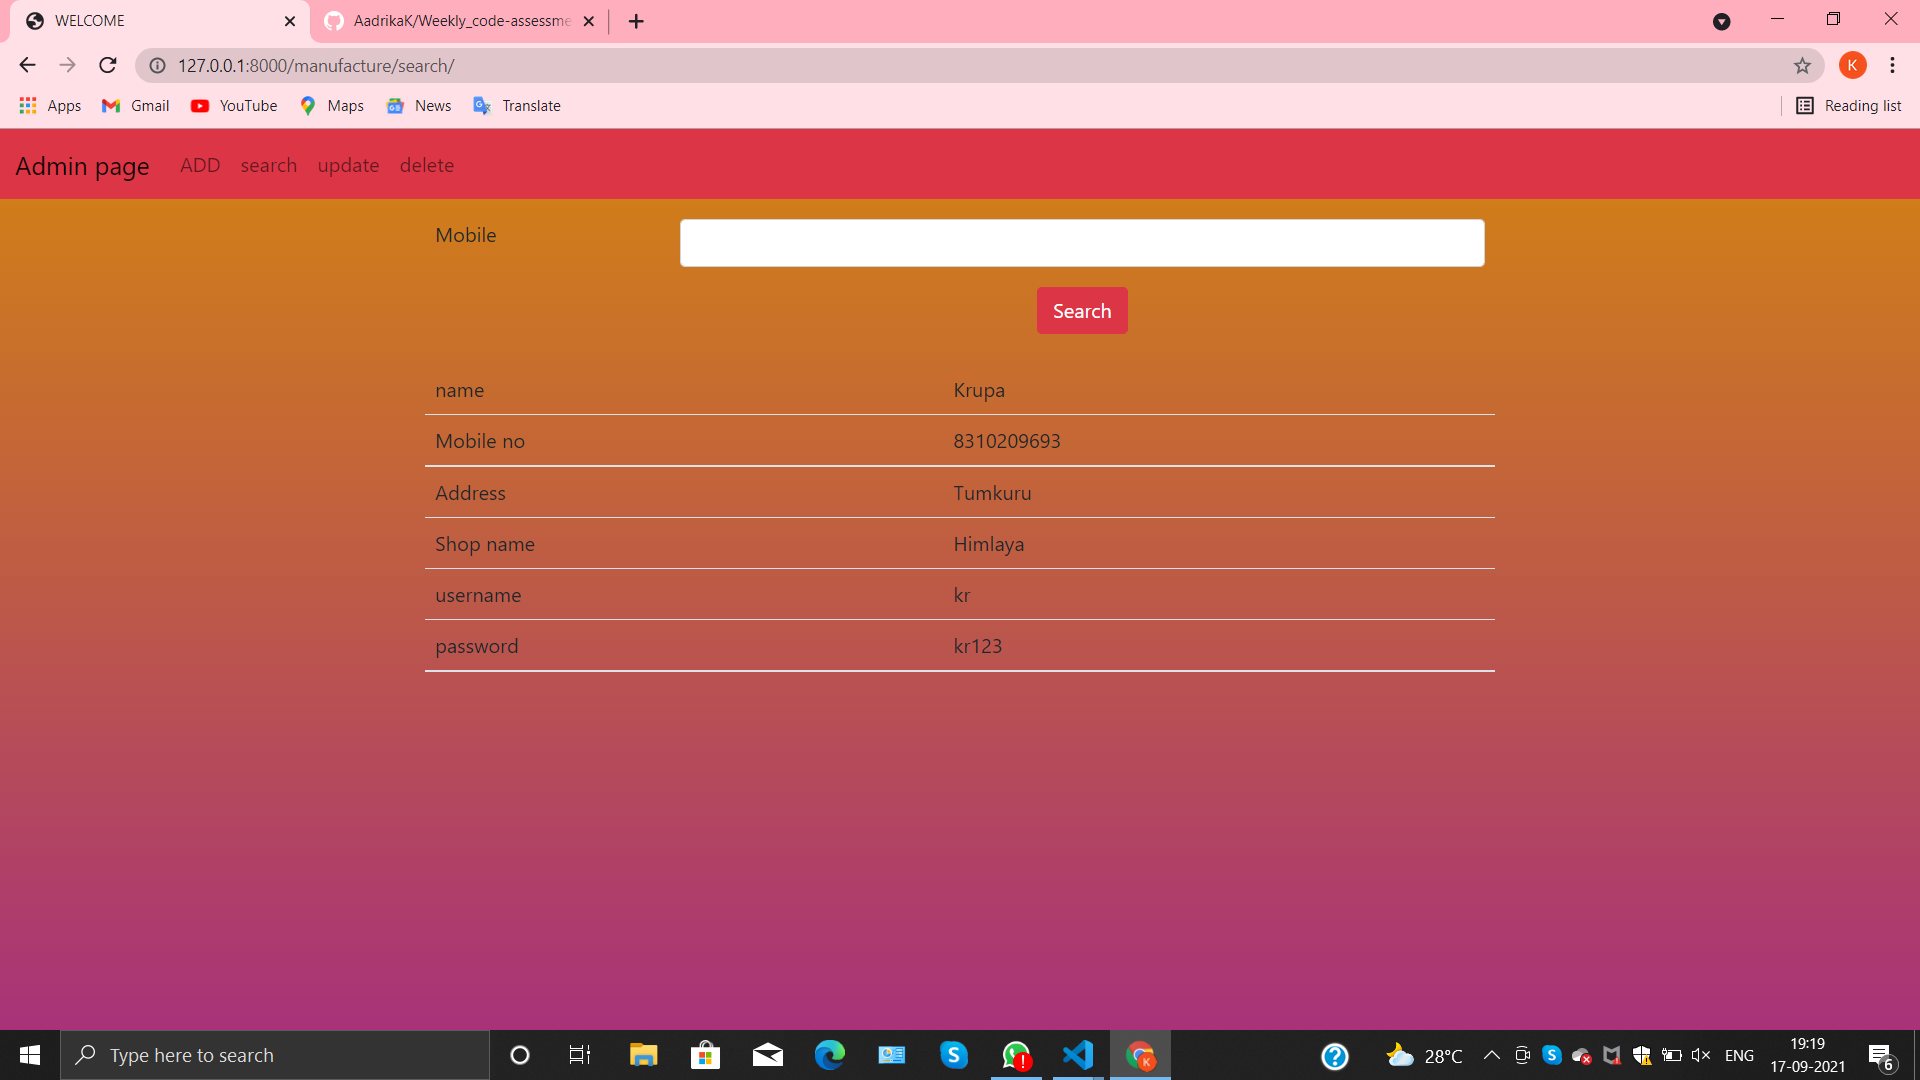 WELCOME
AadrikaK/Weekly_code-assessme
127.0.0.1:8000/manufacture/search/
K
Apps Gmail YouTube Maps News Translate Reading list
Admin page ADD search update delete
Mobile
Search
name Krupa
Mobile no 8310209693
Address Tumkuru
Shop name Himlaya
username kr
password kr123
Type here to search
28°C
ENG
19:19
17-09-2021
6